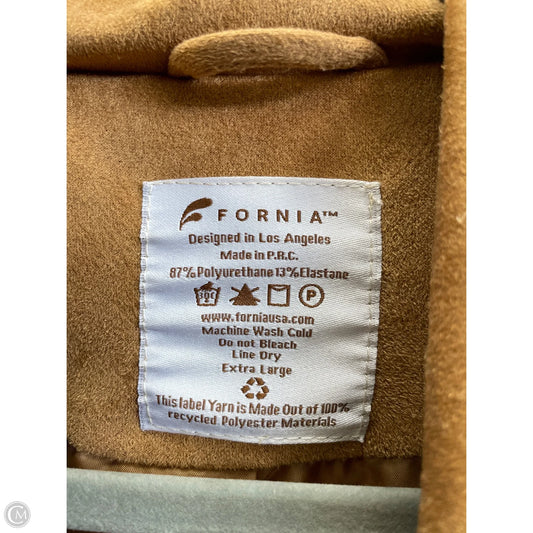 FORNIA™
Designed in Los Angeles
Made in P.R.C.
87% Polyurethane 13% Elastane
P
www.forniausa.com
Machine Wash Cold
Do not Bleach
Line Dry
Extra Large
This label Yarn is Made Out of 100%
recycled Polyester Materials
CM